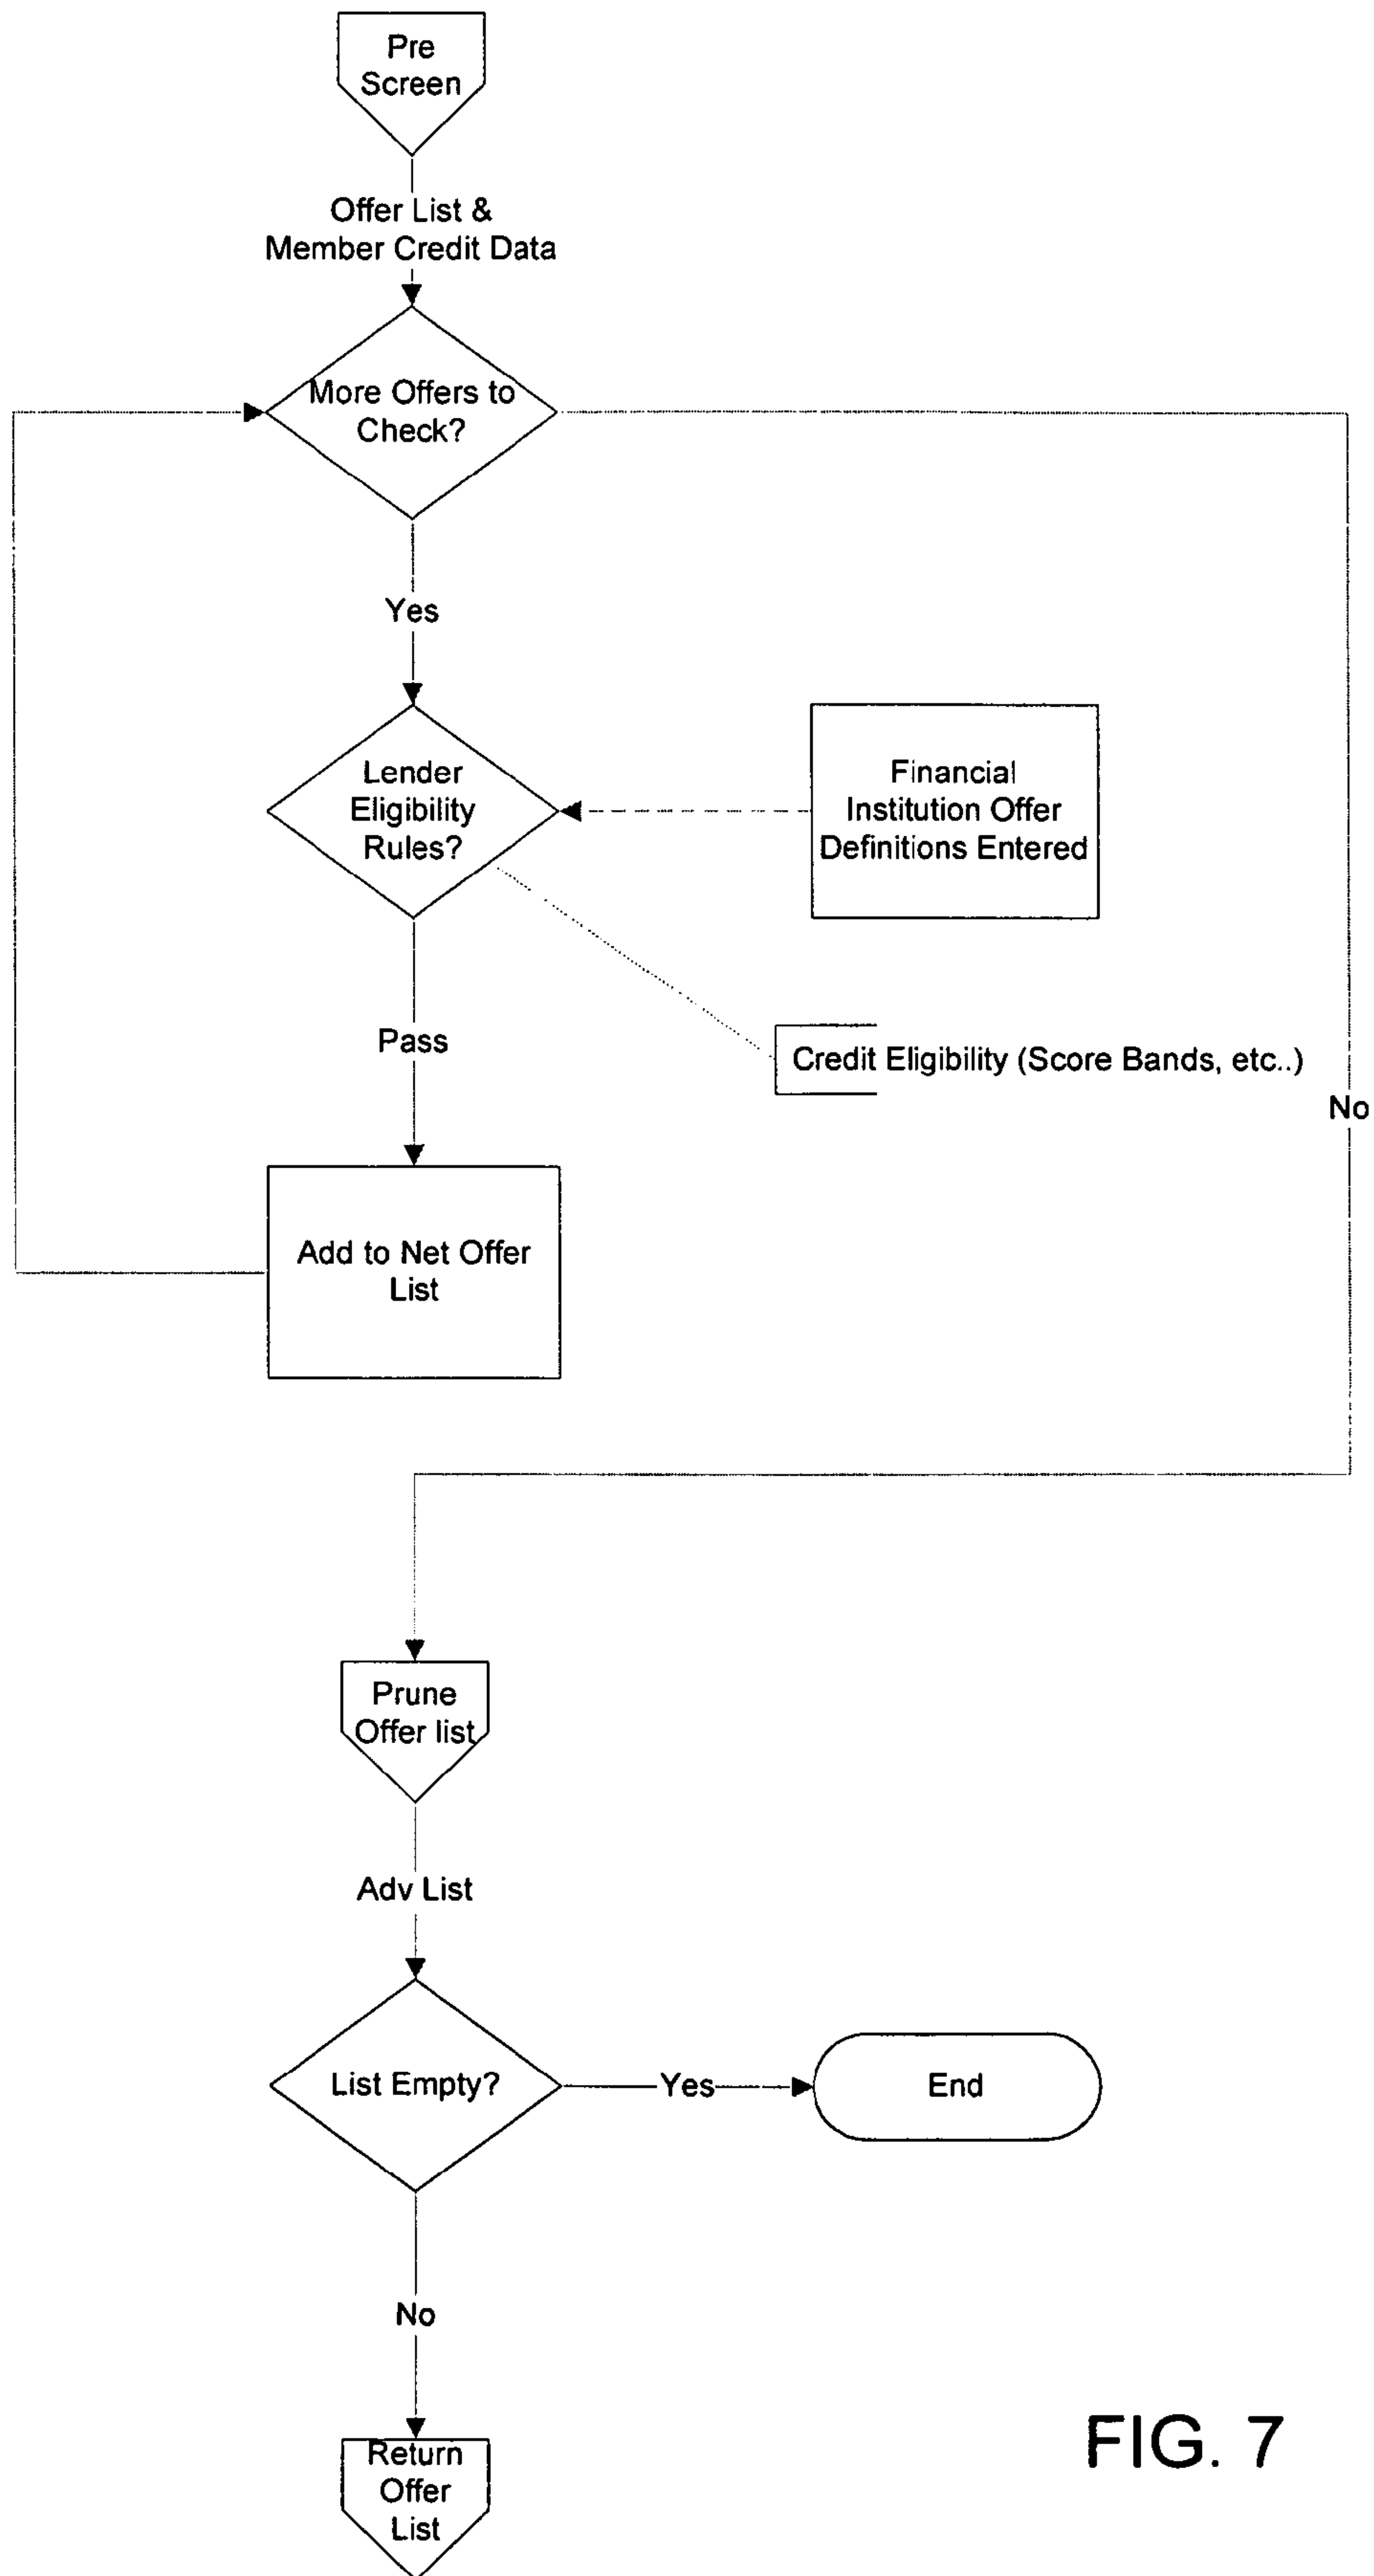 Pre
Screen
Offer List &
Member Credit Data
More Offers to
Check?
Yes
Lender
Eligibility
Rules?
Financial
Institution Offer
Definitions Entered
Pass
Credit Eligibility (Score Bands, etc..)
No
Add to Net Offer
List
Prune
Offer list
Adv List
List Empty?
Yes
End
No
Return
Offer
List
FIG. 7